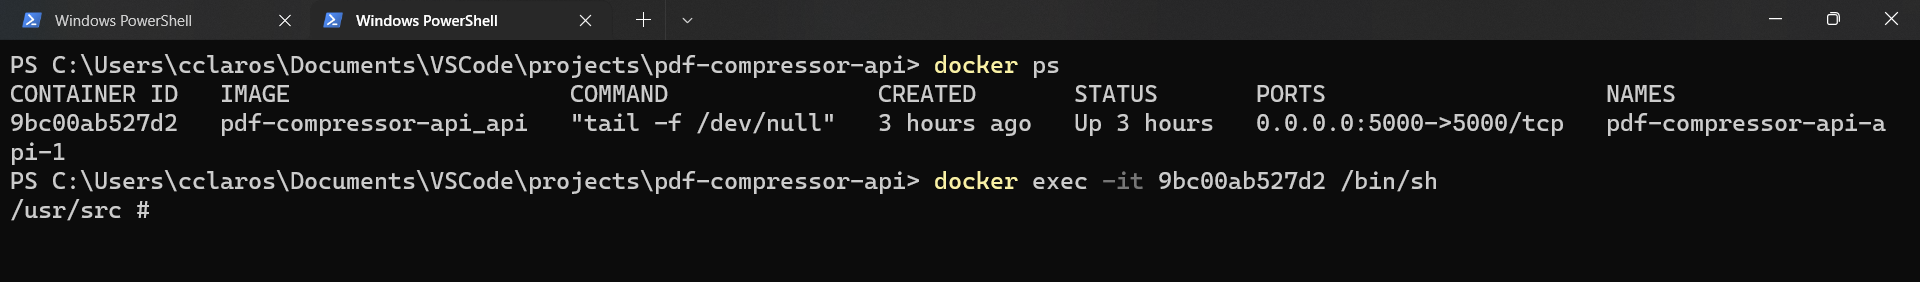 Windows PowerShell
Windows PowerShell
PS C:\Users\cclaros\Documents\VSCode\projects\pdf-compressor-api> docker ps
CONTAINER ID   IMAGE                    COMMAND               CREATED       STATUS       PORTS                    NAMES
9bc00ab527d2   pdf-compressor-api_api   "tail -f /dev/null"   3 hours ago   Up 3 hours   0.0.0.0:5000->5000/tcp   pdf-compressor-api-a
pi-1
PS C:\Users\cclaros\Documents\VSCode\projects\pdf-compressor-api> docker exec -it 9bc00ab527d2 /bin/sh
/usr/src #